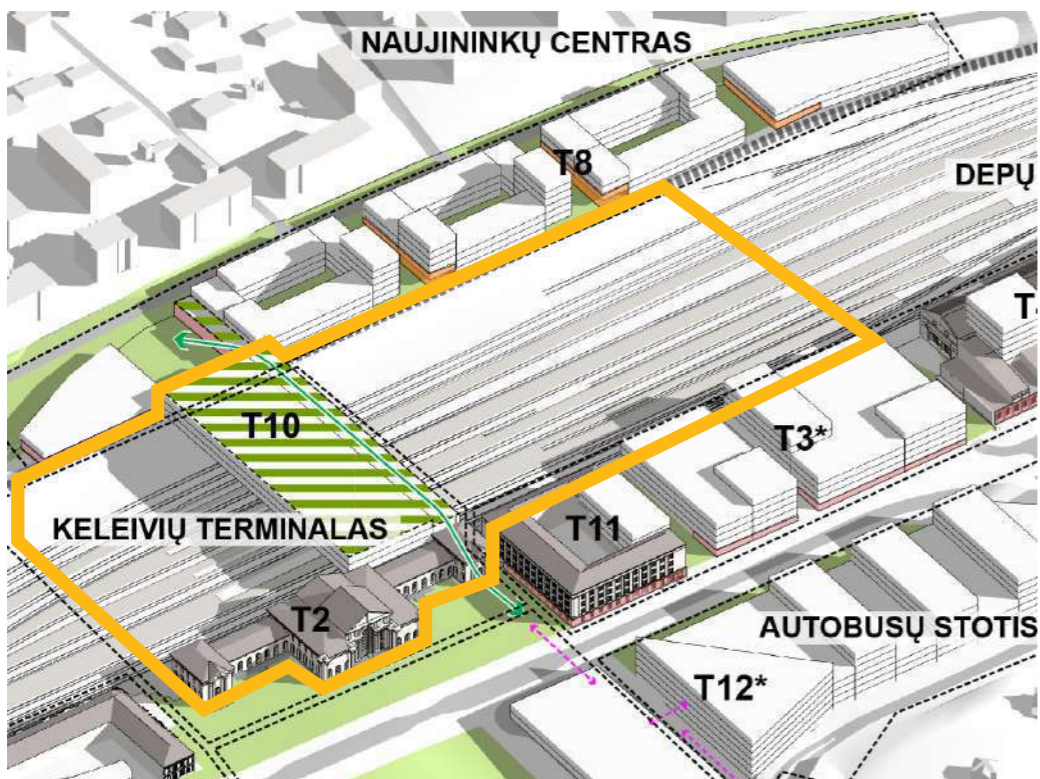 NAUJININKŲ CENTRAS
T8
DEPŲ
T10
T3*
KELEIVIŲ TERMINALAS
T11
T2
AUTOBUSŲ STOTIS
T12*